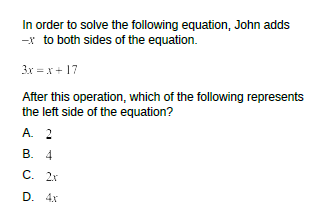 In order to solve the following equation, John adds
−x to both sides of the equation.
3x = x + 17
After this operation, which of the following represents
the left side of the equation?
A. 2
B. 4
C. 2x
D. 4x